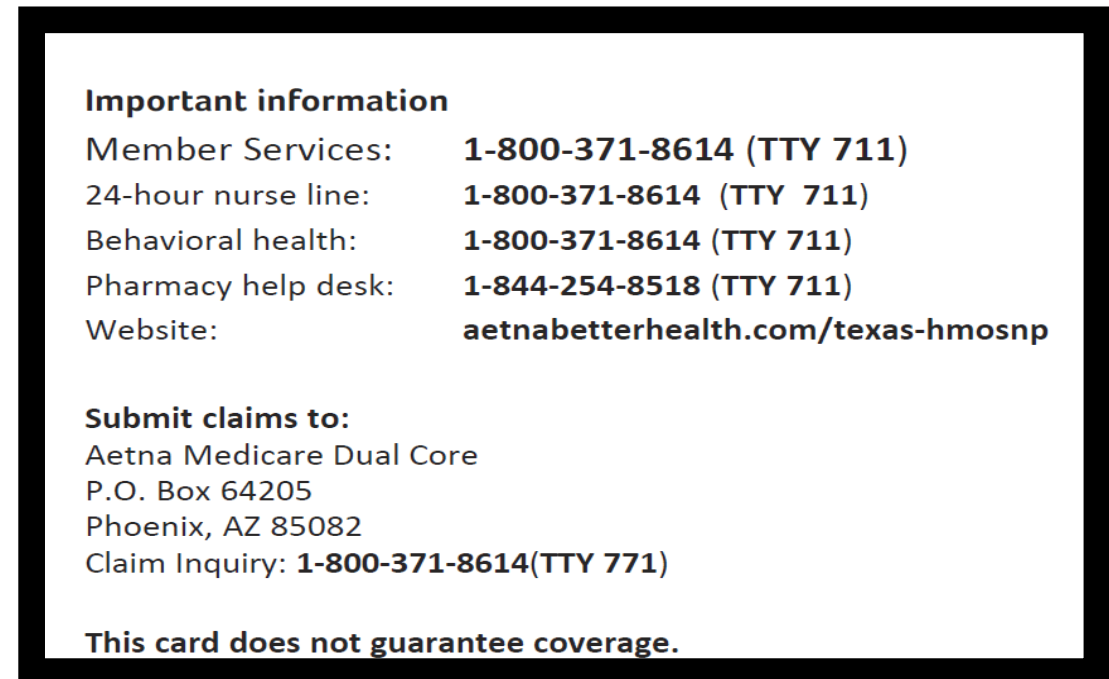 Important information
Member Services: 1-800-371-8614 (TTY 711)
24-hour nurse line: 1-800-371-8614 (TTY 711)
Behavioral health: 1-800-371-8614 (TTY 711)
Pharmacy help desk: 1-844-254-8518 (TTY 711)
Website: aetnabetterhealth.com/texas-hmosnp
Submit claims to:
Aetna Medicare Dual Core
P.O. Box 64205
Phoenix, AZ 85082
Claim Inquiry: 1-800-371-8614(TTY 771)
This card does not guarantee coverage.